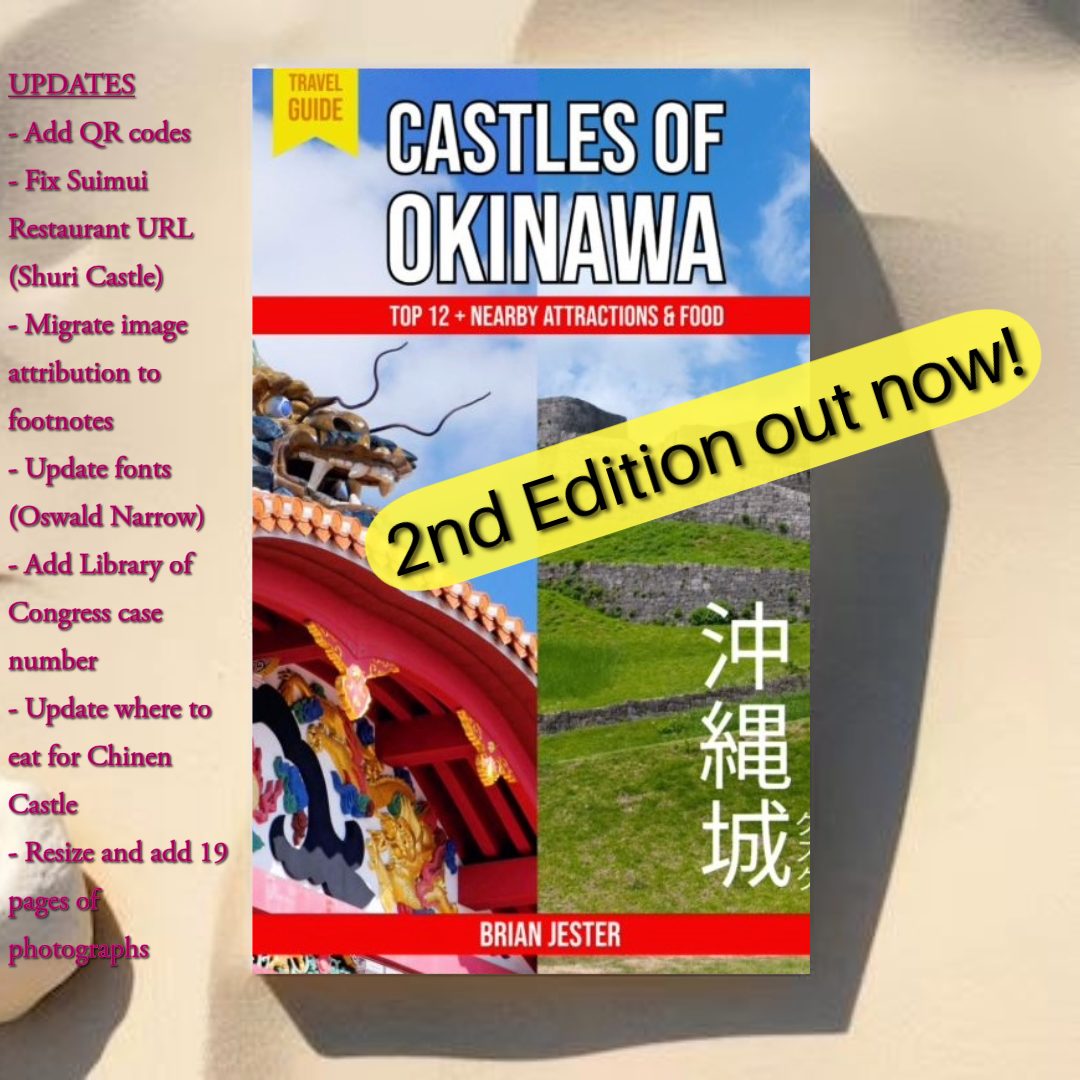 UPDATES
- Add QR codes
- Fix Suimui
Restaurant URL
(Shuri Castle)
- Migrate image
attribution to
footnotes
- Update fonts
(Oswald Narrow)
- Add Library of
Congress case
number
- Update where to
eat for Chinen
Castle
- Resize and add 19
pages of
photographs
TRAVEL
GUIDE
CASTLES OF
OKINAWA
TOP 12 + NEARBY ATTRACTIONS & FOOD
2nd Edition out now!
沖縄城
BRIAN JESTER